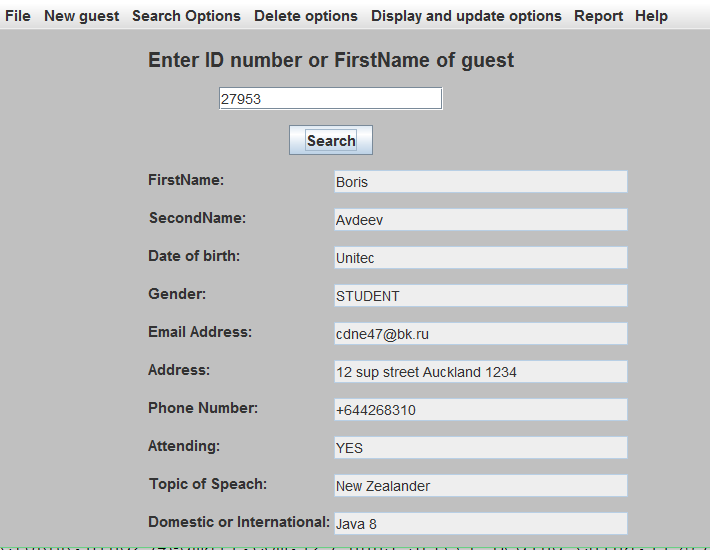 File New guest Search Options Delete options Display and update options Report Help
Enter ID number or FirstName of guest
27953
Search
FirstName: Boris
SecondName: Avdeev
Date of birth: Unitec
Gender: STUDENT
Email Address: cdne47@bk.ru
Address: 12 sup street Auckland 1234
Phone Number: +644268310
Attending: YES
Topic of Speach: New Zealander
Domestic or International: Java 8